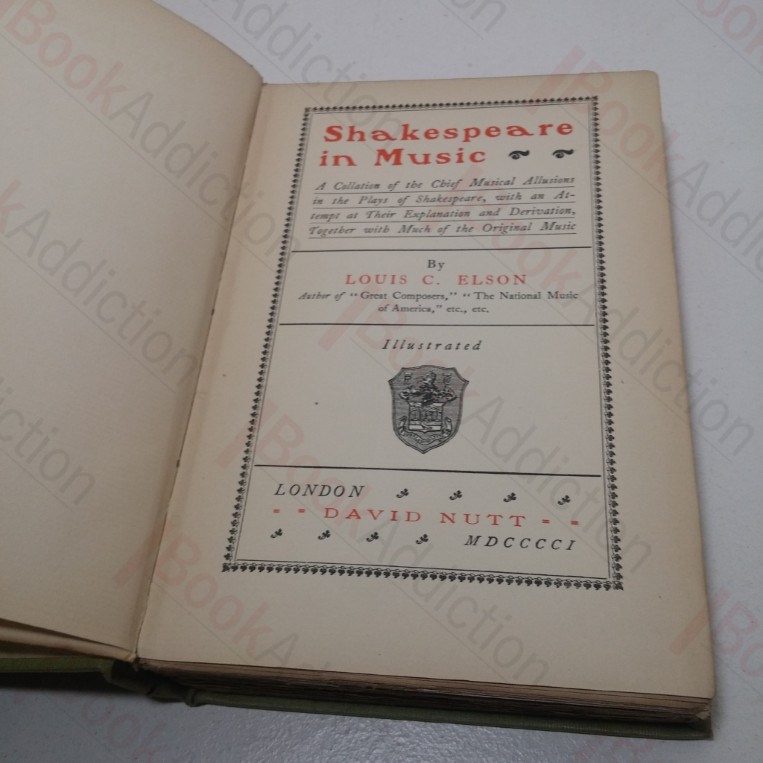 Shakespeare
in Music
A Collation of the Chief Musical Allusions
in the Plays of Shakespeare, with an At-
tempt at Their Explanation and Derivation,
Together with Much of the Original Music
By
LOUIS C. ELSON
Author of "Great Composers," "The National Music
of America," etc., etc.
Illustrated
LONDON
DAVID NUTT
MDCCCCI
BookAddiction